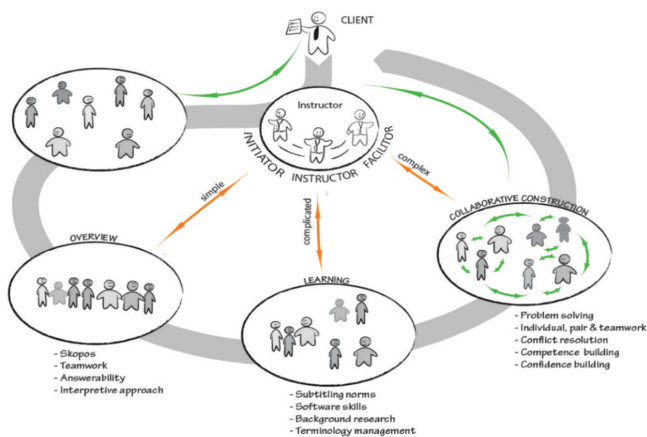 CLIENT
Instructor
INITIATOR INSTRUCTOR FACILITOR
simple
complicated
complex
OVERVIEW
- Skopos
- Teamwork
- Answerability
- Interpretive approach
LEARNING
- Subtitling norms
- Software skills
- Background research
- Terminology management
COLLABORATIVE CONSTRUCTION
- Problem solving
- Individual, pair & teamwork
- Conflict resolution
- Competence building
- Confidence building